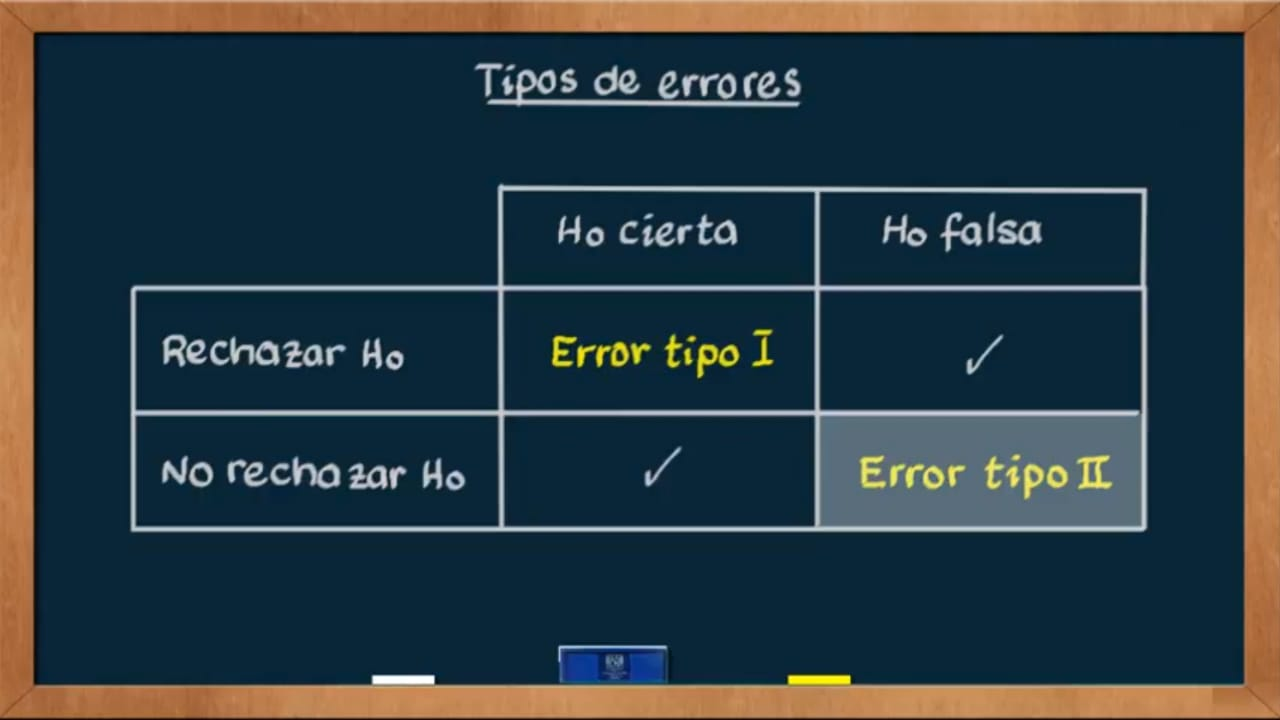 Tipos de errores
Ho cierta Ho falsa
Rechazar Ho Error tipo I ✓
No rechazar Ho ✓ Error tipo II